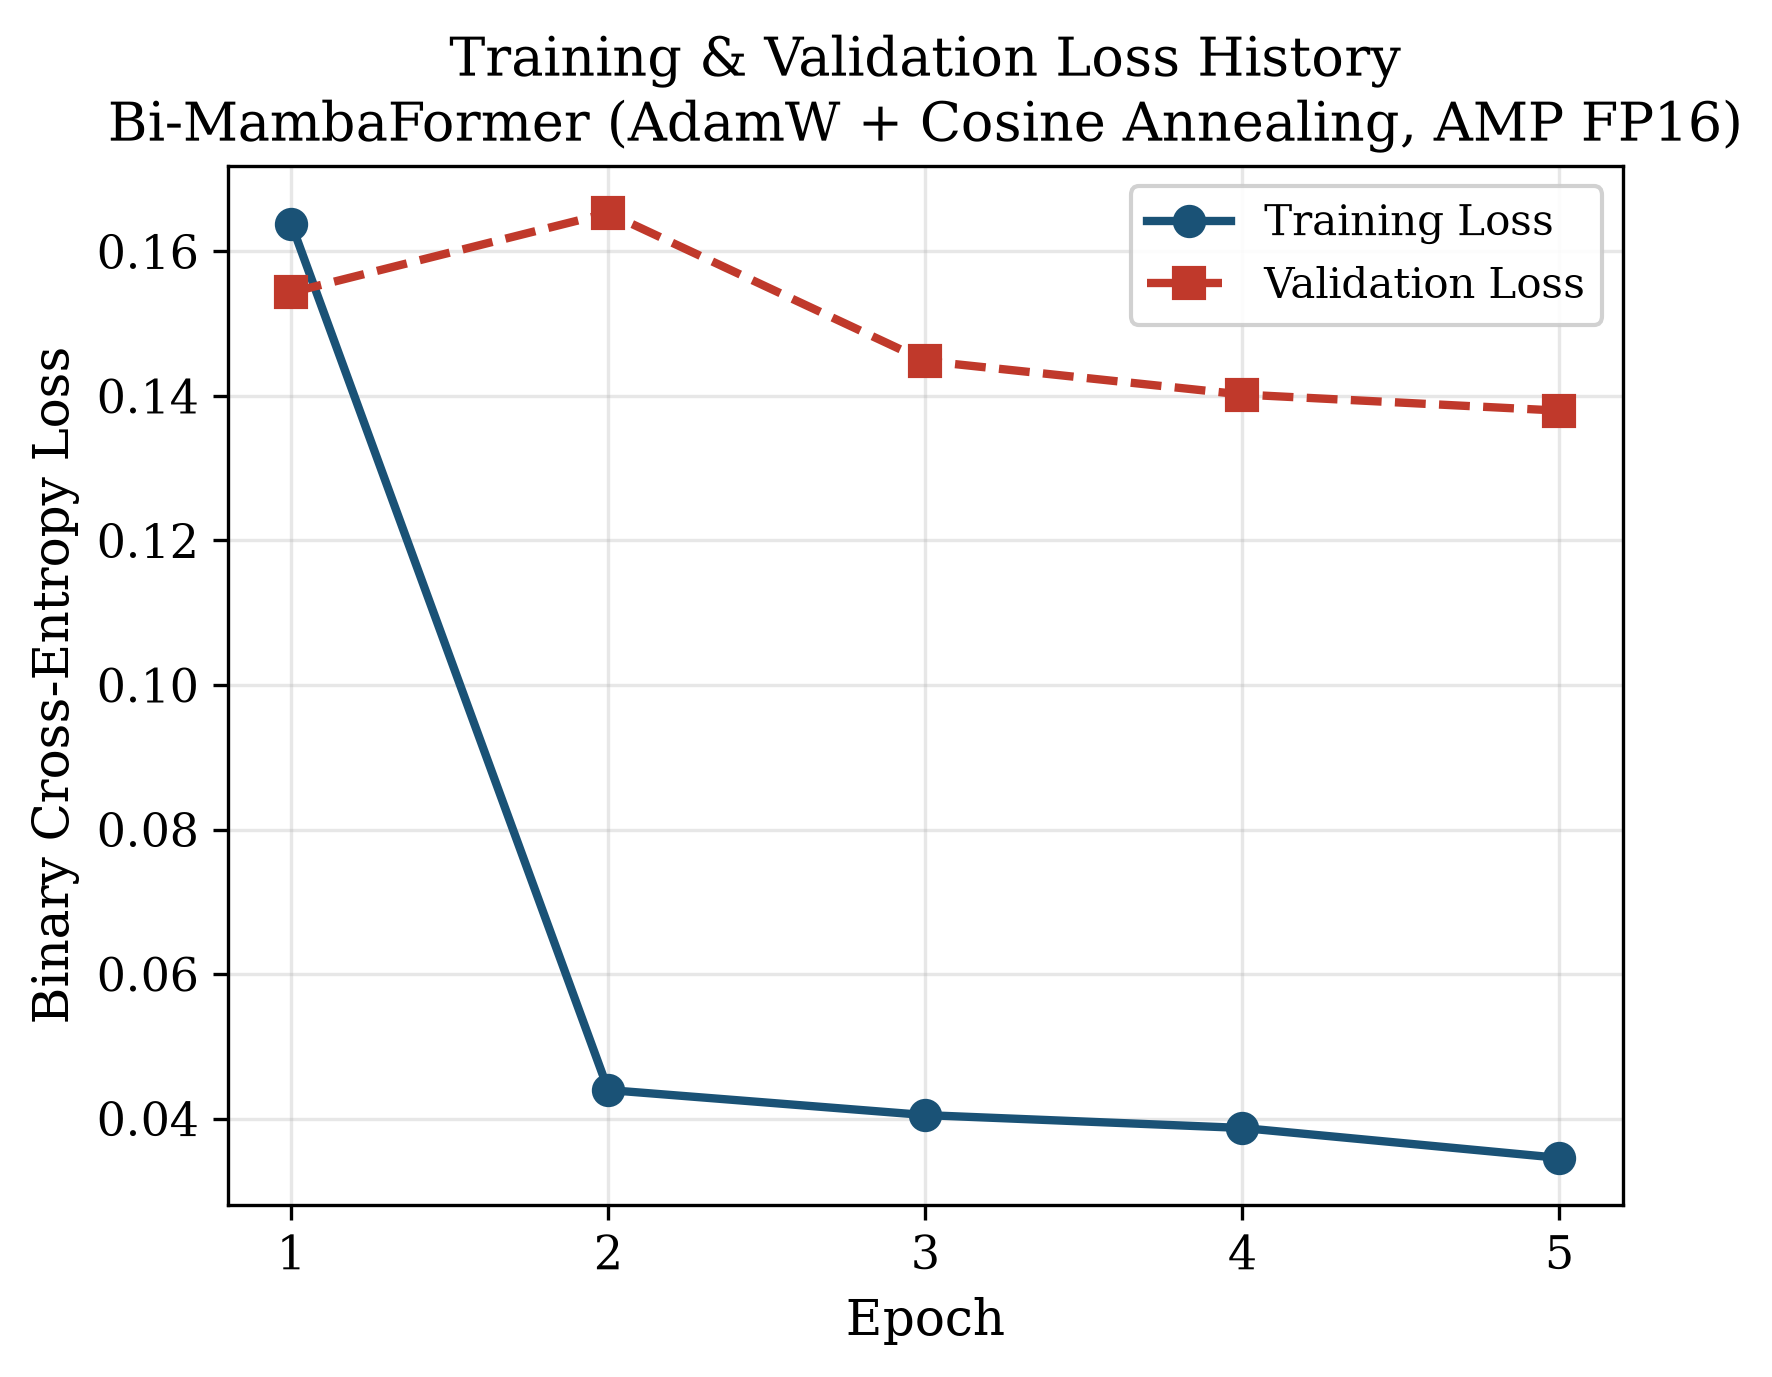 Training & Validation Loss History
Bi-MambaFormer (AdamW + Cosine Annealing, AMP FP16)
Training Loss
Validation Loss
Binary Cross-Entropy Loss
0.16
0.14
0.12
0.10
0.08
0.06
0.04
1 2 3 4 5
Epoch